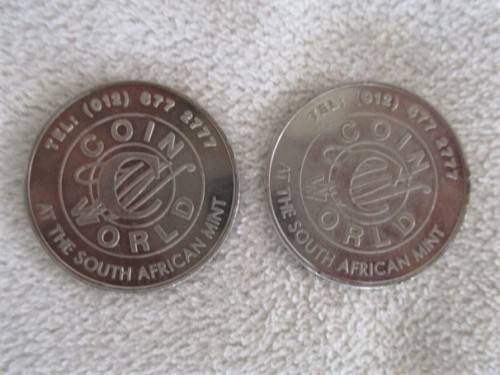 TEL: (012) 677 2777
COIN
WORLD
AT THE SOUTH AFRICAN MINT
TEL: (012) 677 2777
COIN
WORLD
AT THE SOUTH AFRICAN MINT